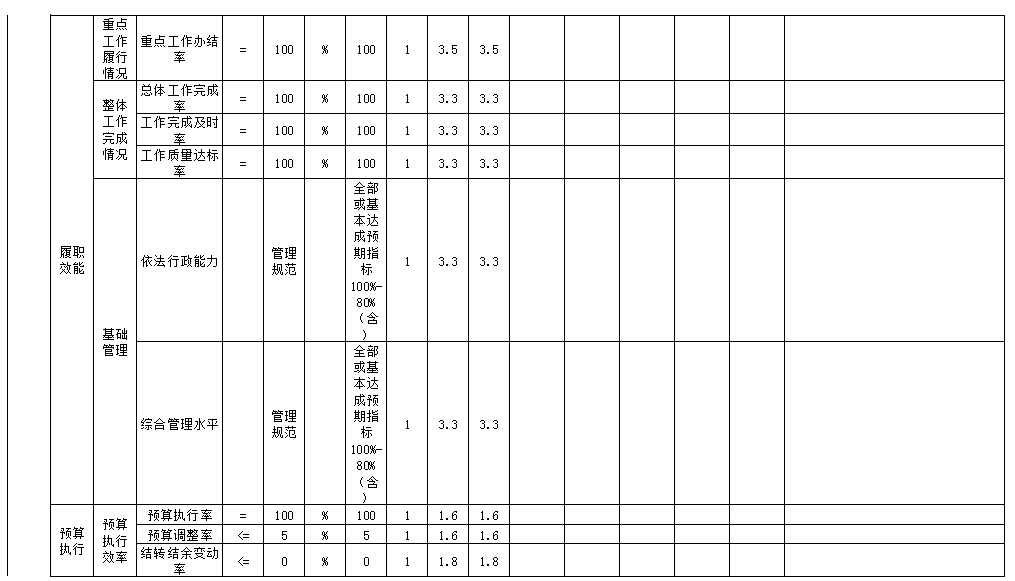 重点
工作
履行
情况
重点工作办结
率
=
100
%
100
1
3.5
3.5
整体
工作
完成
情况
总体工作完成
率
=
100
%
100
1
3.3
3.3
工作完成及时
率
=
100
%
100
1
3.3
3.3
工作质量达标
率
=
100
%
100
1
3.3
3.3
履职
效能
基础
管理
依法行政能力
管理
规范
全部
或基
本达
成预
期指
标
100%-
80%
（含
）
1
3.3
3.3
综合管理水平
管理
规范
全部
或基
本达
成预
期指
标
100%-
80%
（含
）
1
3.3
3.3
预算
执行
预算
执行
效率
预算执行率
=
100
%
100
1
1.6
1.6
预算调整率
<=
5
%
5
1
1.6
1.6
结转结余变动
率
<=
0
%
0
1
1.8
1.8